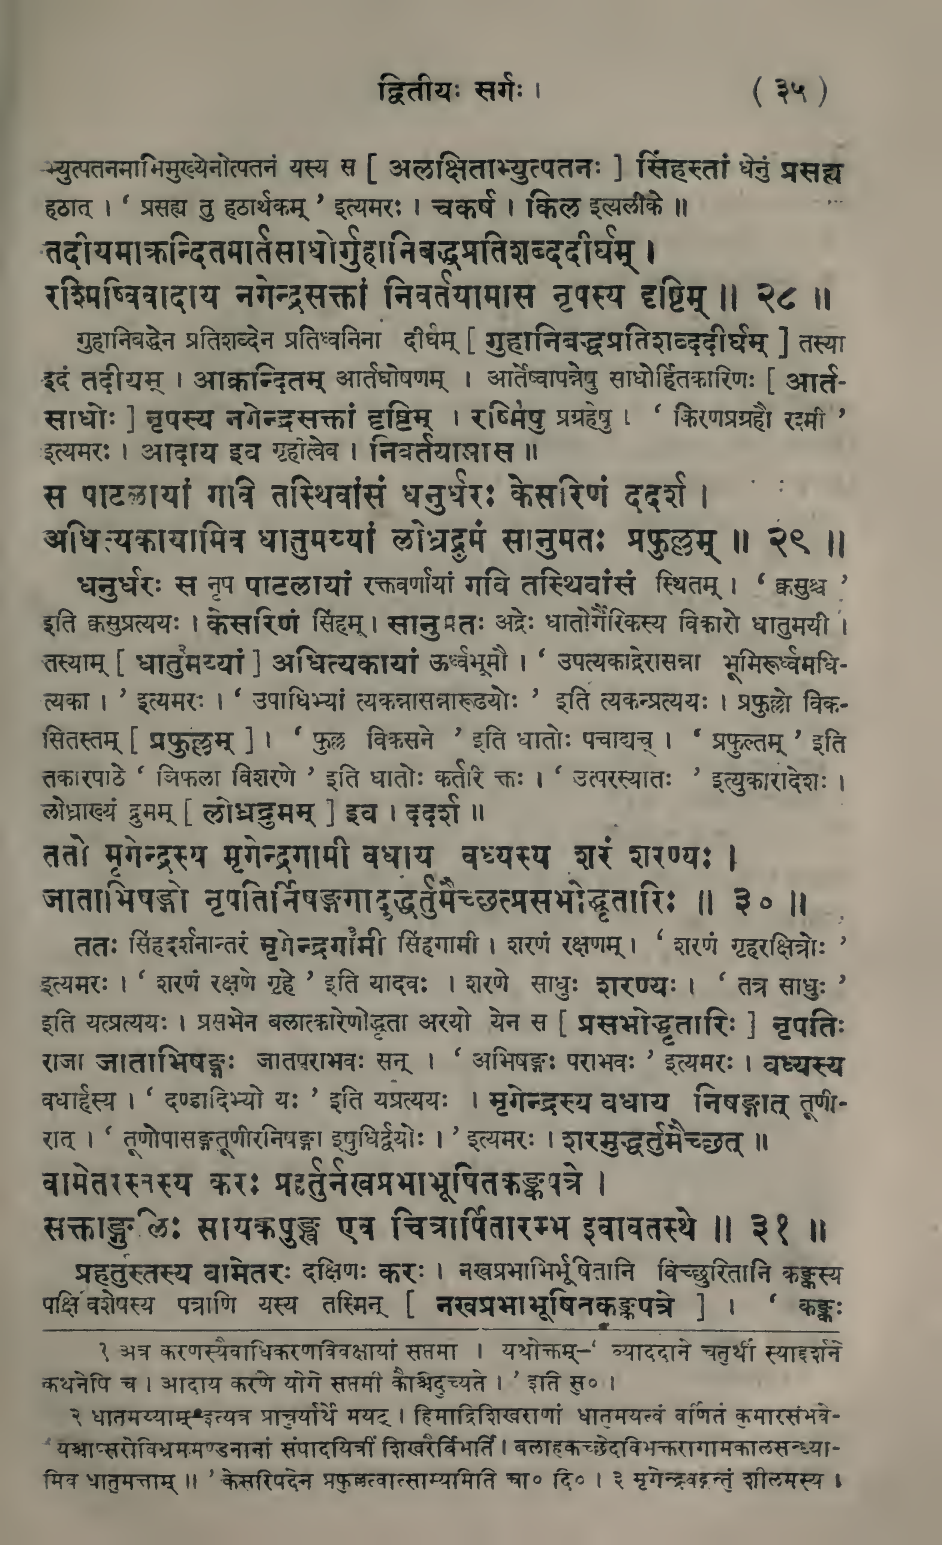 द्वितीयः सर्गः । ( ३५ )
भ्युत्पतनमाभिमुख्येनोत्पतनं यस्य स [ अलक्षिताभ्युत्पतनः ] सिंहस्तां धेनुं प्रसह्य
हठात् । ‘ प्रसह्य तु हठार्थकम् ’ इत्यमरः । चकर्ष । किल इत्यलीके ॥
तदीयमाक्रन्दितमार्तसाधोर्गुहानिबद्धप्रतिशब्ददीर्घम् ।
रश्मिष्विवादाय नगेन्द्रसक्तां निवर्तयामास नृपस्य दृष्टिम् ॥ २८ ॥
गुहानिबद्धेन प्रतिशब्देन प्रतिध्वनिना दीर्घम् [ गुहानिबद्धप्रतिशब्ददीर्घम् ] तस्या
इदं तदीयम् । आक्रन्दितम् आर्तघोषणम् । आर्तेष्वापन्नेषु साधोर्हितकारिणः [ आर्त-
साधोः ] नृपस्य नगेन्द्रसक्तां दृष्टिम् । रश्मिषु प्रग्रहेषु । ‘ किरणप्रग्रहौ रश्मी ’
इत्यमरः । आदाय इव गृहीत्वेव । निवर्तयामास ॥
स पाटलायां गवि तस्थिवांसं धनुर्धरः केसरिणं ददर्श ।
अधित्यकायामिव धातुमय्यां लोध्रद्रुमं सानुमतः प्रफुल्लम् ॥ २९ ॥
धनुर्धरः स नृप पाटलायां रक्तवर्णायां गवि तस्थिवांसं स्थितम् । ‘ क्वसुश्च ’
इति क्वसुप्रत्ययः । केसरिणं सिंहम् । सानुमतः अद्रेः धातोर्गैरिकस्य विकारो धातुमयी ।
तस्याम् [ धातुमय्यां ] अधित्यकायां ऊर्ध्वभूमौ । ‘ उपत्यकाद्रेरासन्ना भूमिरूर्ध्वमधि-
त्यका । ’ इत्यमरः । ‘ उपाधिभ्यां त्यकन्नासन्नारूढयोः ’ इति त्यकन्प्रत्ययः । प्रफुल्लो विक-
सितस्तम् [ प्रफुल्लम् ] । ‘ फुल्ल विकसने ’ इति धातोः पचाद्यच् । ‘ प्रफुल्तम् ’ इति
तकारपाठे ‘ ञिफला विशरणे ’ इति धातोः कर्तरि क्तः । ‘ उत्परस्यातः ’ इत्युकारादेशः ।
लोध्राख्यं द्रुमम् [ लोध्रद्रुमम् ] इव । ददर्श ॥
ततो मृगेन्द्रस्य मृगेन्द्रगामी वधाय वध्यस्य शरं शरण्यः ।
जाताभिषङ्गो नृपतिर्निषङ्गादुद्धर्तुमैच्छत्प्रसभोद्धृतारिः ॥ ३० ॥
ततः सिंहदर्शनान्तरं मृगेन्द्रगामी सिंहगामी । शरणं रक्षणम् । ‘ शरणं गृहरक्षित्रोः ’
इत्यमरः । ‘ शरणं रक्षणे गृहे ’ इति यादवः । शरणे साधुः शरण्यः । ‘ तत्र साधुः ’
इति यत्प्रत्ययः । प्रसभेन बलात्कारेणोद्धृता अरयो येन स [ प्रसभोद्धृतारिः ] नृपतिः
राजा जाताभिषङ्गः जातपराभवः सन् । ‘ अभिषङ्गः पराभवः ’ इत्यमरः । वध्यस्य
वधार्हस्य । ‘ दण्डादिभ्यो यः ’ इति यप्रत्ययः । मृगेन्द्रस्य वधाय निषङ्गात् तूणी-
रात् । ‘ तूणोपासङ्गतूणीरनिषङ्गा इषुधिर्द्वयोः । ’ इत्यमरः । शरमुद्धर्तुमैच्छत् ॥
वामेतरस्तस्य करः प्रहर्तुर्नखप्रभाभूषितकङ्कपत्रे ।
सक्ताङ्गुलिः सायकपुङ्ख एव चित्रार्पितारम्भ इवावतस्थे ॥ ३१ ॥
प्रहर्तुस्तस्य वामेतरः दक्षिणः करः । नखप्रभाभिर्भूषितानि विच्छुरितानि कङ्कस्य
पक्षिविशेषस्य पत्राणि यस्य तस्मिन् [ नखप्रभाभूषितकङ्कपत्रे ] । ‘ कङ्कः
१ अत्र करणस्यैवाधिकरणविवक्षायां सप्तमी । यथोक्तम्–‘ व्याददाने चतुर्थी स्याद्दर्शने
कथनेपि च । आदाय करणे योगे सप्तमी कैश्चिदुच्यते । ’ इति सु० ।
२ धातुमय्याम् इत्यत्र प्राचुर्यार्थे मयट् । हिमाद्रिशिखराणां धातुमयत्वं वर्णितं कुमारसंभवे-
‘ यश्चाप्सरोविभ्रममण्डनानां संपादयित्रीं शिखरैर्बिभर्ति । बलाहकच्छेदविभक्तरागामकालसन्ध्या-
मिव धातुमत्ताम् ॥ ’ केसरिपदेन प्रफुल्लत्वात्साम्यमिति चा० दि० । ३ मृगेन्द्रवद्गन्तुं शीलमस्य ।